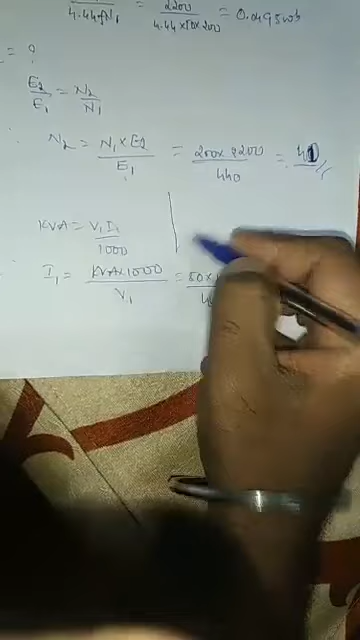 4.44fN₁ = 2200 / 4.44×50×200 = 0.0495wb
= ?
E₂/E₁ = N₂/N₁
N₂ = N₁×E2/E₁ = 200×2200/440 =
KVA = V₁I₁/1000
I₁ = KVA×1000/V₁ = 50×